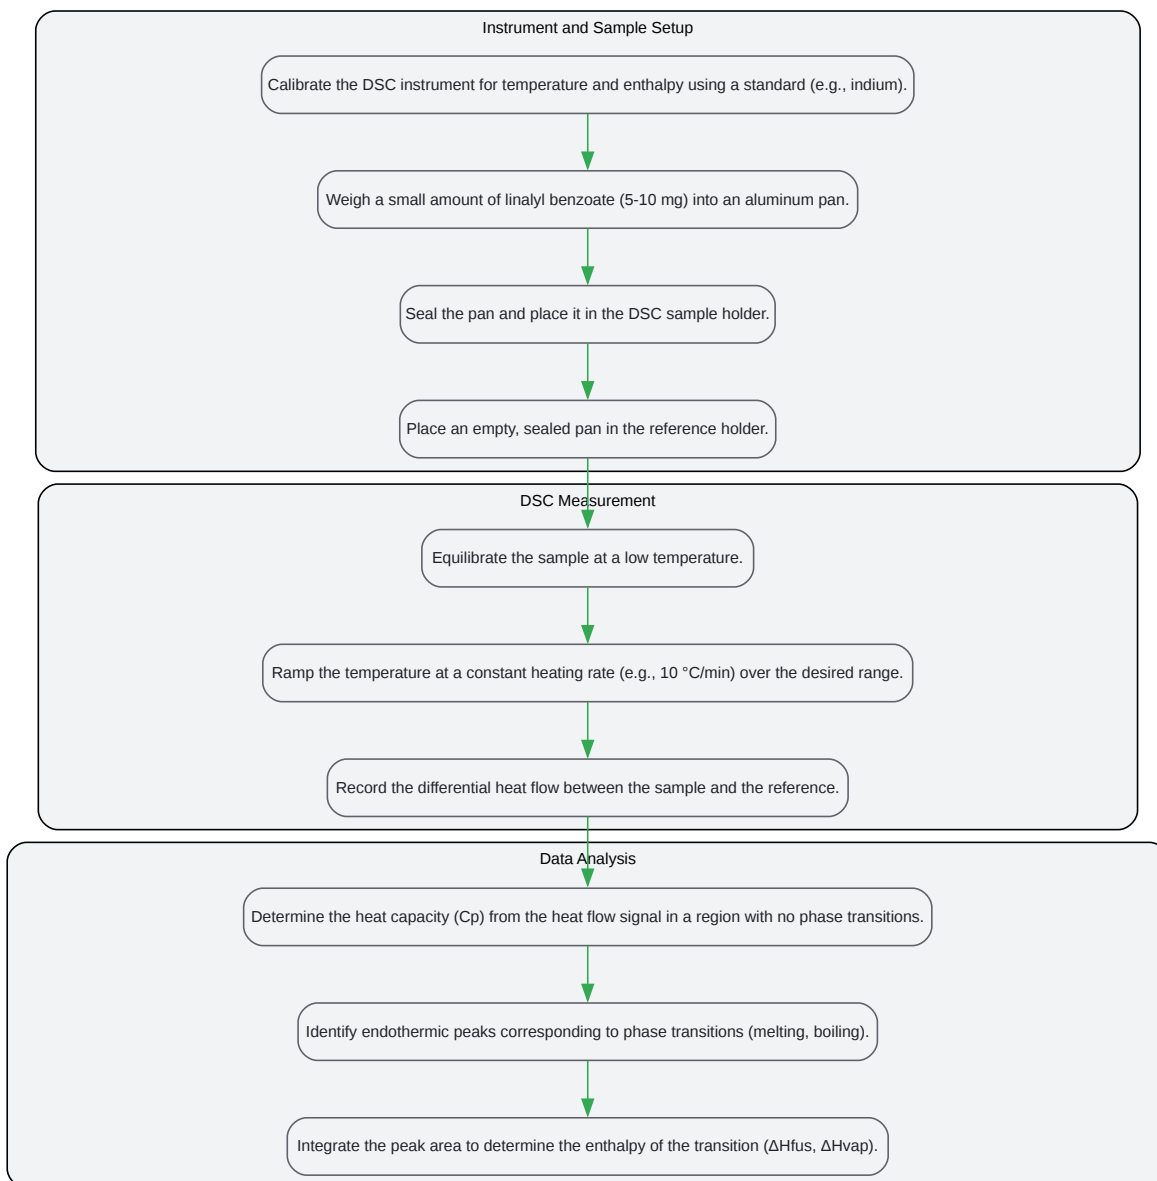 Instrument and Sample Setup
Calibrate the DSC instrument for temperature and enthalpy using a standard (e.g., indium).
Weigh a small amount of linalyl benzoate (5-10 mg) into an aluminum pan.
Seal the pan and place it in the DSC sample holder.
Place an empty, sealed pan in the reference holder.
DSC Measurement
Equilibrate the sample at a low temperature.
Ramp the temperature at a constant heating rate (e.g., 10 °C/min) over the desired range.
Record the differential heat flow between the sample and the reference.
Data Analysis
Determine the heat capacity (Cp) from the heat flow signal in a region with no phase transitions.
Identify endothermic peaks corresponding to phase transitions (melting, boiling).
Integrate the peak area to determine the enthalpy of the transition (ΔHfus, ΔHvap).